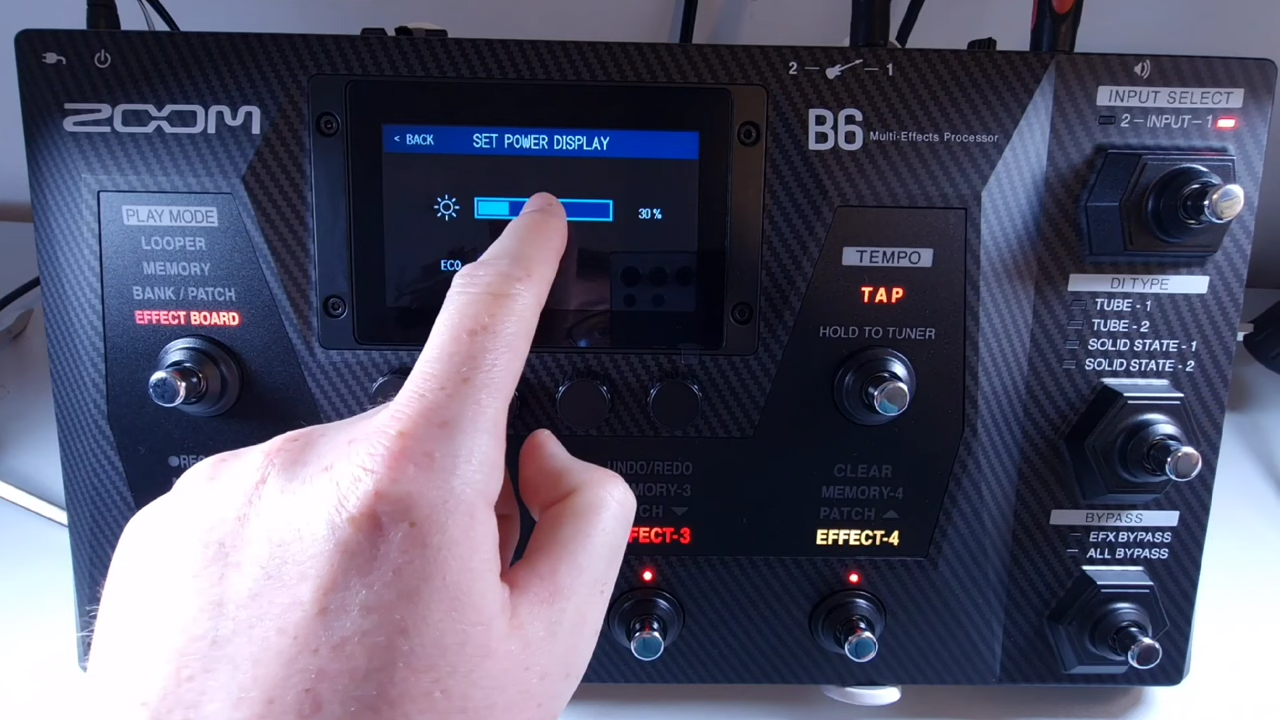 ZOOM
PLAY MODE
LOOPER
MEMORY
BANK / PATCH
EFFECT BOARD
< BACK
SET POWER DISPLAY
30%
ECO
2 — 1
B6 Multi-Effects Processor
TEMPO
TAP
HOLD TO TUNER
UNDO/REDO
CLEAR
MEMORY-4
PATCH
EFFECT-4
INPUT SELECT
2-INPUT-1
DI TYPE
TUBE - 1
TUBE - 2
SOLID STATE - 1
SOLID STATE - 2
BYPASS
EFX BYPASS
ALL BYPASS